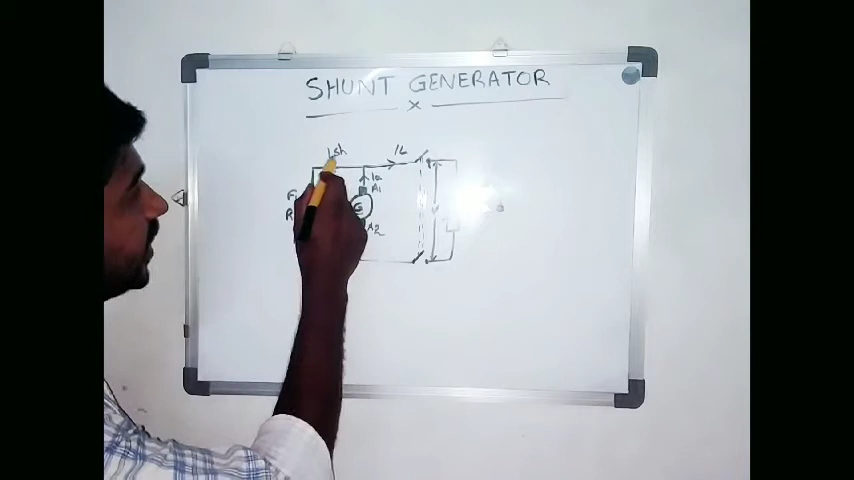 SHUNT GENERATOR
x
Ish
IL
Ia
A1
G
A2